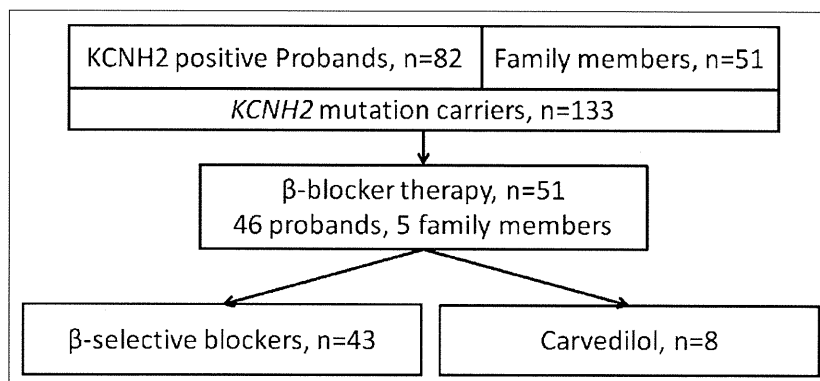 KCNH2 positive Probands, n=82
Family members, n=51
KCNH2 mutation carriers, n=133
β-blocker therapy, n=51
46 probands, 5 family members
β-selective blockers, n=43
Carvedilol, n=8